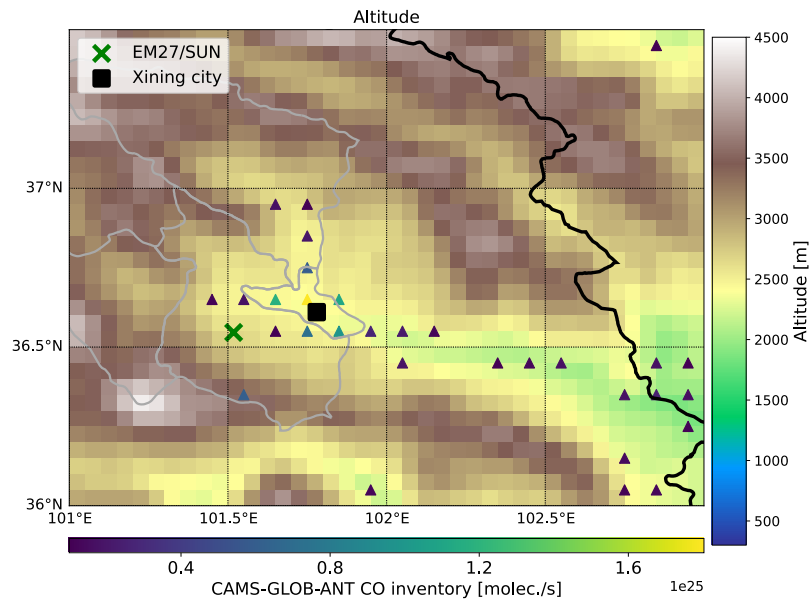 Altitude
EM27/SUN
Xining city
37°N
36.5°N
36°N
101°E
101.5°E
102°E
102.5°E
4500
4000
3500
3000
2500
2000
1500
1000
500
Altitude [m]
0.4
0.8
1.2
1.6
1e25
CAMS-GLOB-ANT CO inventory [molec./s]